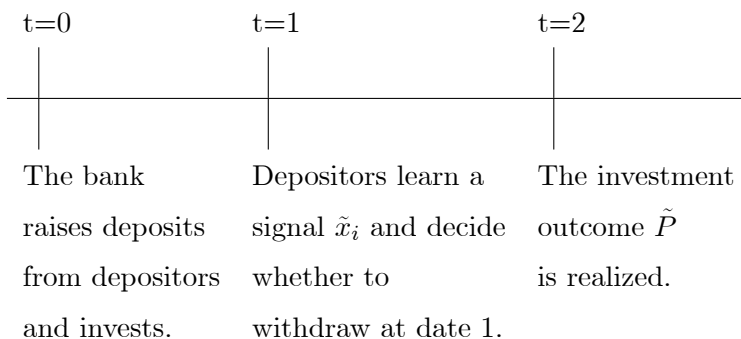 t=0
t=1
t=2
The bank
raises deposits
from depositors
and invests.
Depositors learn a
signal x̃ᵢ and decide
whether to
withdraw at date 1.
The investment
outcome P̃
is realized.